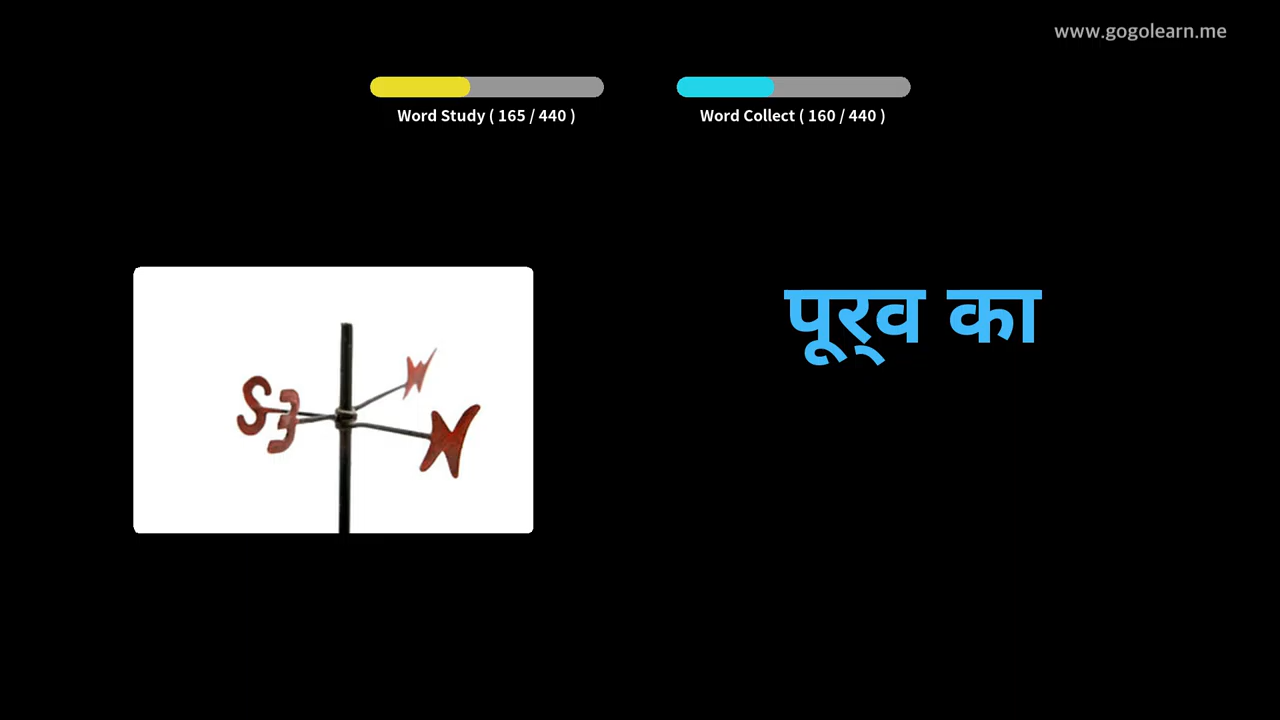 www.gogolearn.me
Word Study ( 165 / 440 )
Word Collect ( 160 / 440 )
पूर्‌व का
S E N W